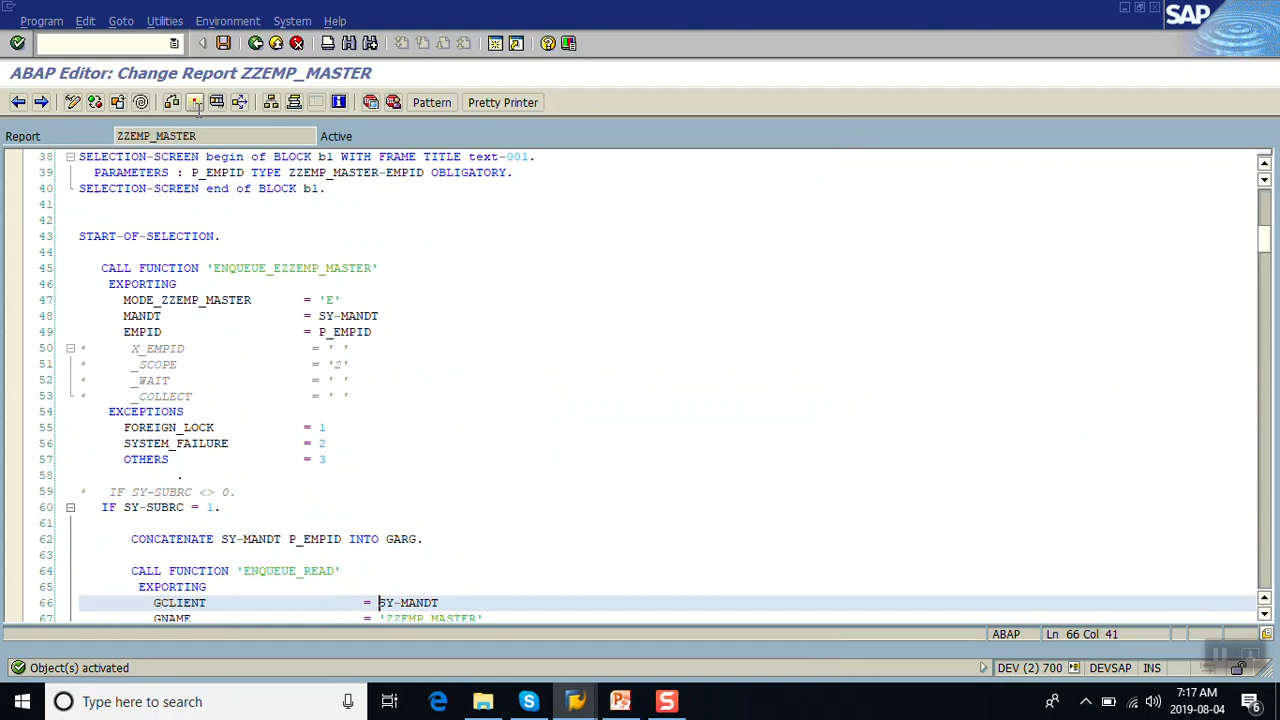 Program Edit Goto Utilities Environment System Help
SAP
ABAP Editor: Change Report ZZEMP_MASTER
Pattern Pretty Printer
Report ZZEMP_MASTER Active
38 SELECTION-SCREEN begin of BLOCK b1 WITH FRAME TITLE text-001.
39 PARAMETERS : P_EMPID TYPE ZZEMP_MASTER-EMPID OBLIGATORY.
40 SELECTION-SCREEN end of BLOCK b1.
41
42
43 START-OF-SELECTION.
44
45 CALL FUNCTION 'ENQUEUE_EZZEMP_MASTER'
46 EXPORTING
47 MODE_ZZEMP_MASTER = 'E'
48 MANDT = SY-MANDT
49 EMPID = P_EMPID
50 * X_EMPID = ' '
51 * _SCOPE = '2'
52 * _WAIT = ' '
53 * _COLLECT = ' '
54 EXCEPTIONS
55 FOREIGN_LOCK = 1
56 SYSTEM_FAILURE = 2
57 OTHERS = 3
58 .
59 * IF SY-SUBRC <> 0.
60 IF SY-SUBRC = 1.
61
62 CONCATENATE SY-MANDT P_EMPID INTO GARG.
63
64 CALL FUNCTION 'ENQUEUE_READ'
65 EXPORTING
66 GCLIENT = SY-MANDT
67 GNAME = 'ZZEMP_MASTER'
ABAP Ln 66 Col 41
Object(s) activated DEV (2) 700 DEVSAP INS
Type here to search 7:17 AM
2019-08-04 6